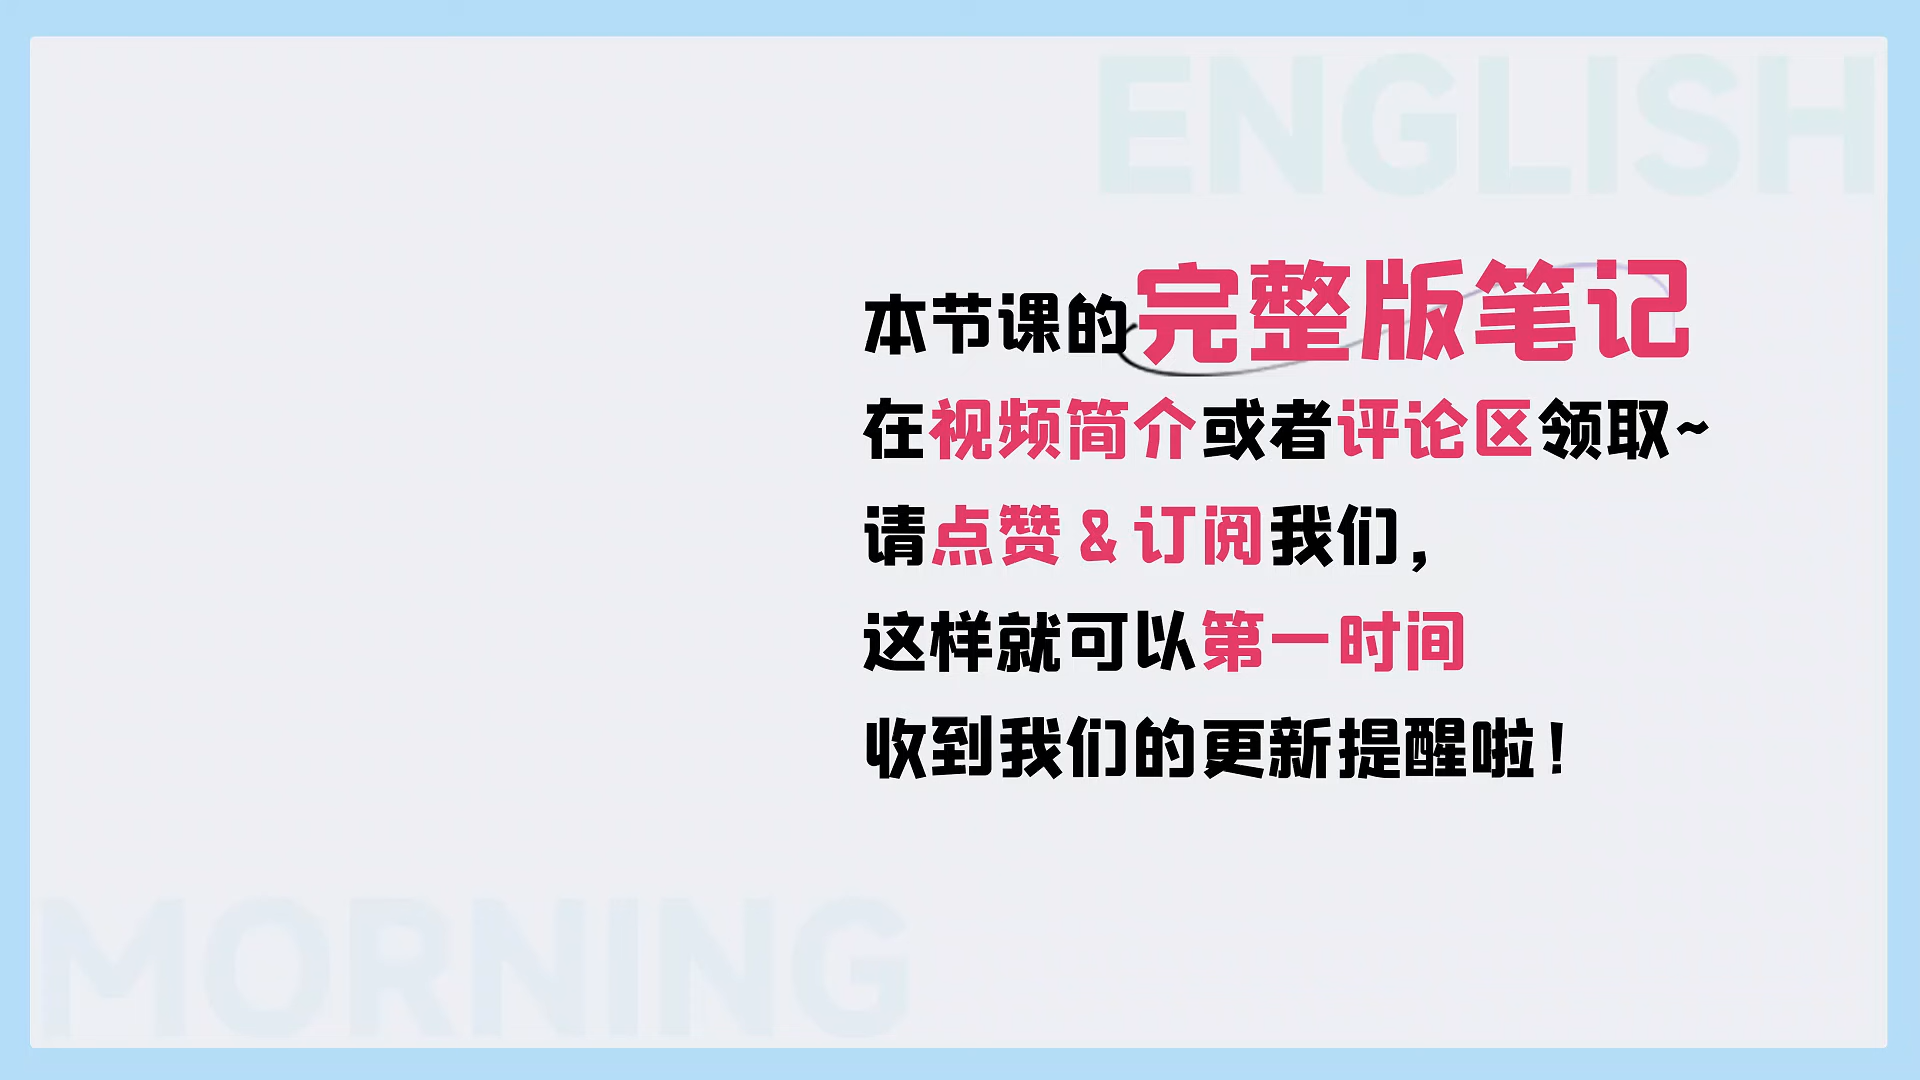 ENGLISH
本节课的完整版笔记
在视频简介或者评论区领取~
请点赞&订阅我们，
这样就可以第一时间
收到我们的更新提醒啦！
MORNING